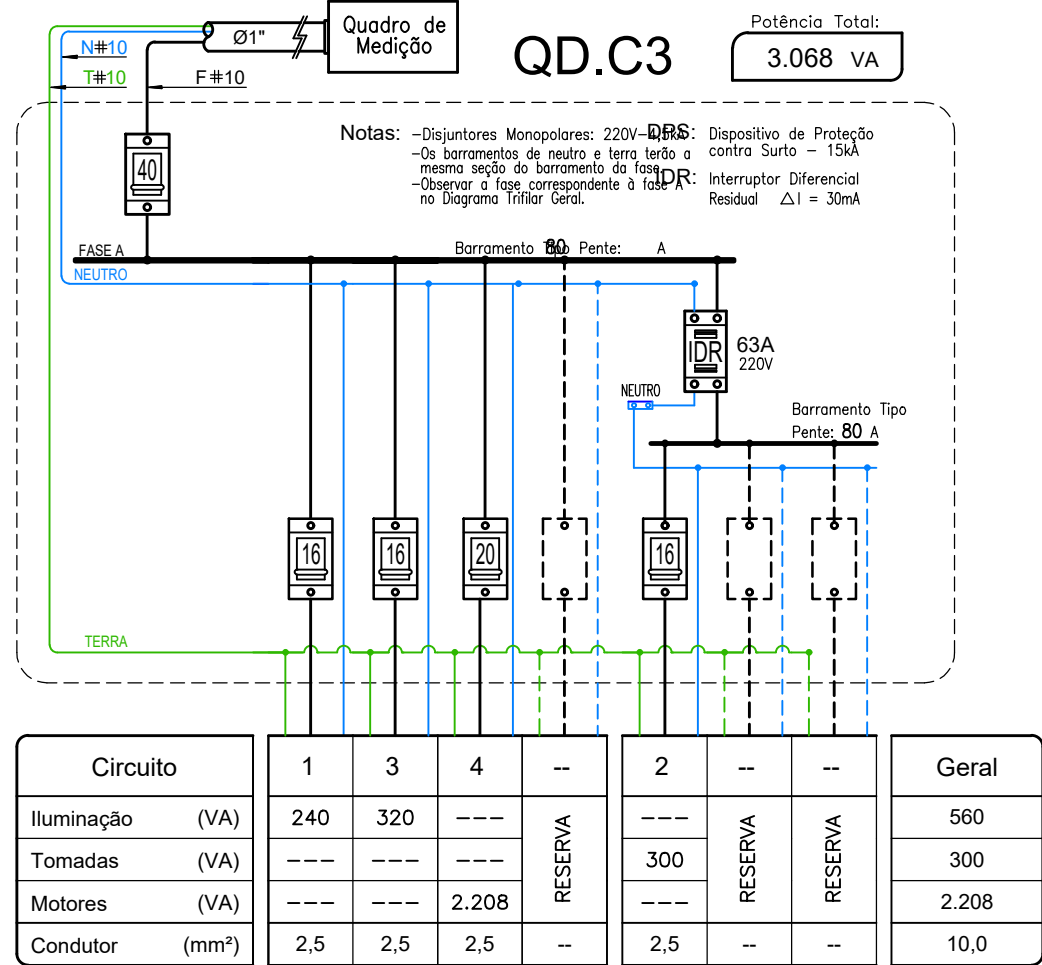 Quadro de
Medição
Ø1"
QD.C3
Potência Total:
3.068 VA
N#10
T#10
F#10
Notas: -Disjuntores Monopolares: 220V-4,5kA
-Os barramentos de neutro e terra terão a
mesma seção do barramento da fase.
-Observar a fase correspondente à fase A
no Diagrama Trifilar Geral.
DPS: Dispositivo de Proteção
contra Surto - 15kA
IDR: Interruptor Diferencial
Residual △I = 30mA
40
FASE A
Barramento Tipo Pente: 80 A
NEUTRO
IDR
63A
220V
NEUTRO
Barramento Tipo
Pente: 80 A
16 16 20 16
TERRA
Circuito 1 3 4 -- 2 -- -- Geral
Iluminação (VA) 240 320 --- RESERVA --- RESERVA RESERVA 560
Tomadas (VA) --- --- --- 300 300
Motores (VA) --- --- 2.208 --- 2.208
Condutor (mm²) 2,5 2,5 2,5 -- 2,5 -- -- 10,0